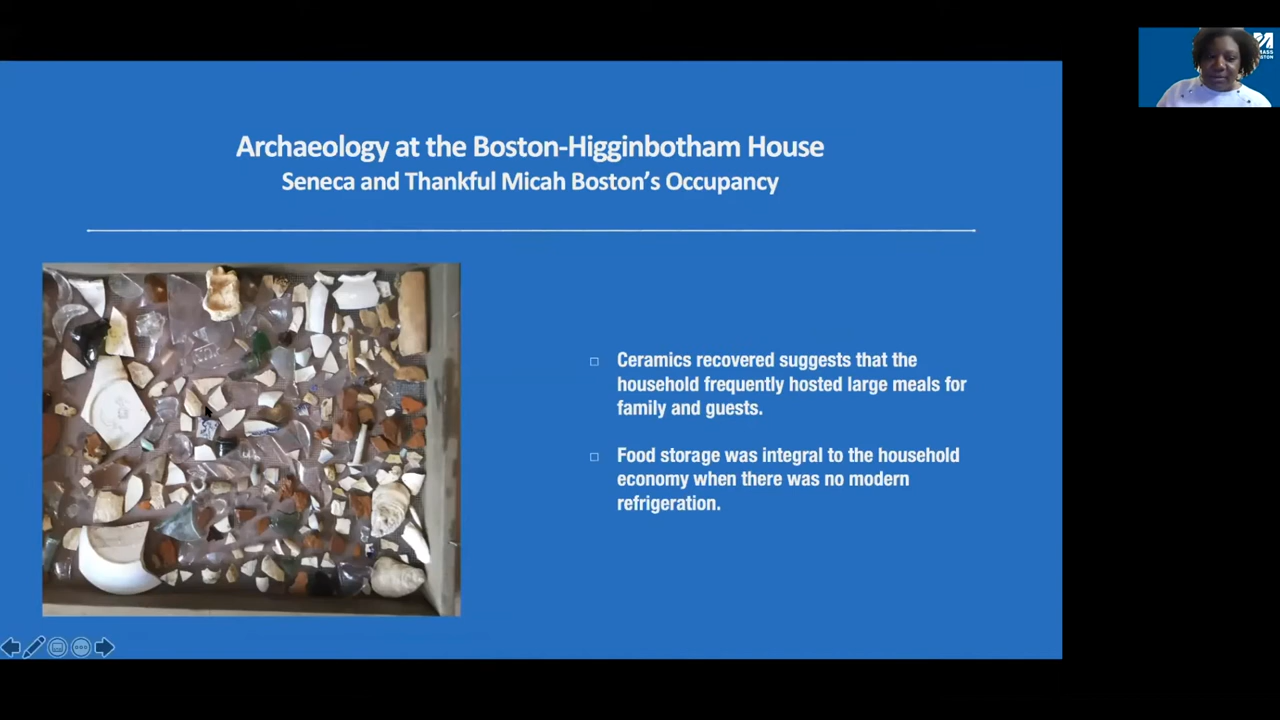 Archaeology at the Boston-Higginbotham House
Seneca and Thankful Micah Boston's Occupancy
Ceramics recovered suggests that the
household frequently hosted large meals for
family and guests.
Food storage was integral to the household
economy when there was no modern
refrigeration.